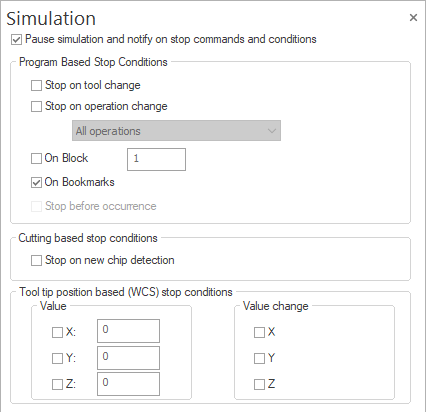 Simulation
Pause simulation and notify on stop commands and conditions
Program Based Stop Conditions
Stop on tool change
Stop on operation change
All operations
On Block 1
On Bookmarks
Stop before occurrence
Cutting based stop conditions
Stop on new chip detection
Tool tip position based (WCS) stop conditions
Value Value change
X: 0 X
Y: 0 Y
Z: 0 Z